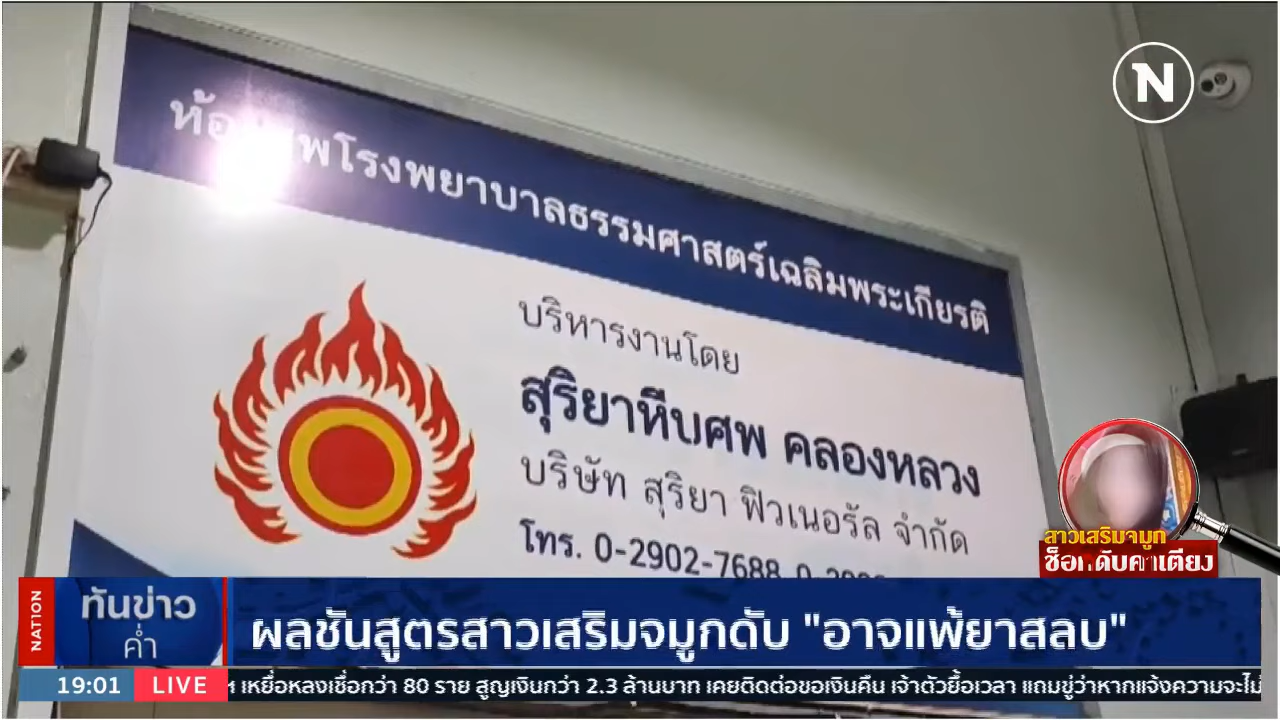 N
โรงพยาบาลธรรมศาสตร์เฉลิมพระเกียรติ
บริหารงานโดย
สุริยาหีบศพ คลองหลวง
บริษัท สุริยา ฟิวเนอรัล จำกัด
โทร. 0-2902-7688
สาวเสริมจมูก
ช็อกดับคาเตียง
NATION
ทันข่าว
ค่ำ
ผลชันสูตรสาวเสริมจมูกดับ "อาจแพ้ยาสลบ"
19:01 LIVE เหยื่อหลงเชื่อกว่า 80 ราย สูญเงินกว่า 2.3 ล้านบาท เคยติดต่อขอเงินคืน เจ้าตัวยื้อเวลา แถมขู่ว่าหากแจ้งความจะไม่